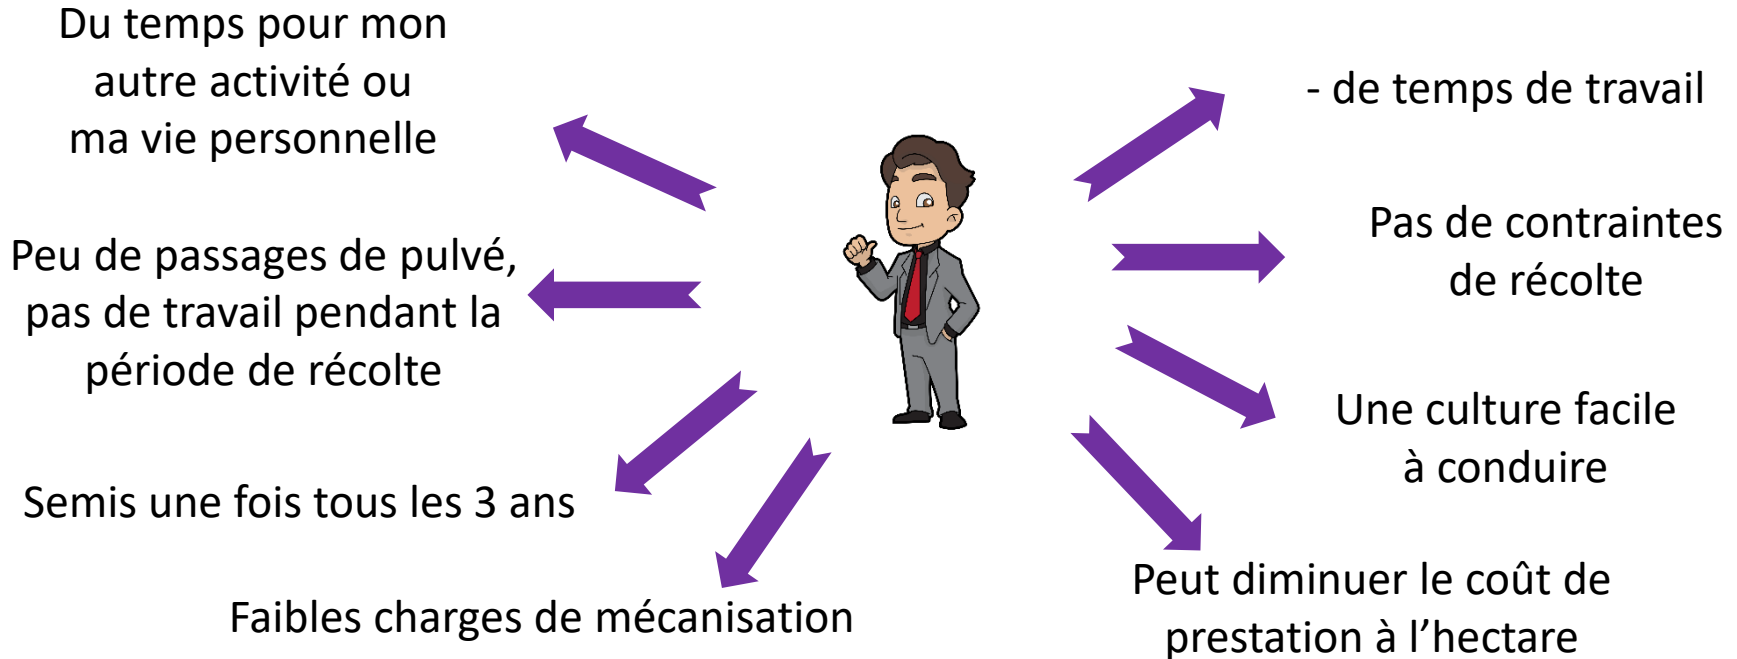 Du temps pour mon
autre activité ou
ma vie personnelle
Peu de passages de pulvé,
pas de travail pendant la
période de récolte
Semis une fois tous les 3 ans
Faibles charges de mécanisation
- de temps de travail
Pas de contraintes
de récolte
Une culture facile
à conduire
Peut diminuer le coût de
prestation à l’hectare